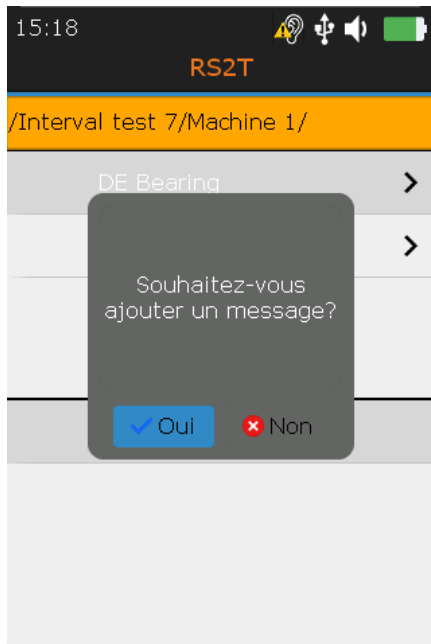 15:18
RS2T
/Interval test 7/Machine 1/
DE Bearing
Souhaitez-vous
ajouter un message?
Oui
Non